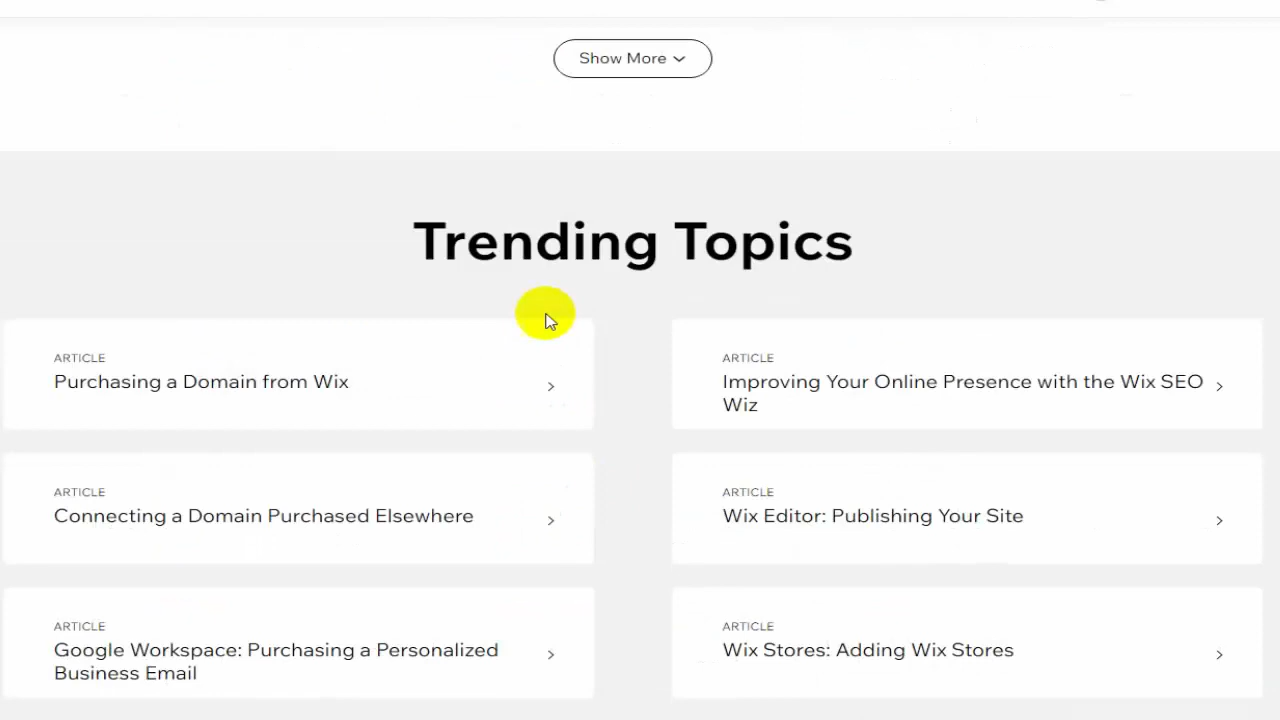 Show More
Trending Topics
ARTICLE
Purchasing a Domain from Wix
ARTICLE
Improving Your Online Presence with the Wix SEO
Wiz
ARTICLE
Connecting a Domain Purchased Elsewhere
ARTICLE
Wix Editor: Publishing Your Site
ARTICLE
Google Workspace: Purchasing a Personalized
Business Email
ARTICLE
Wix Stores: Adding Wix Stores